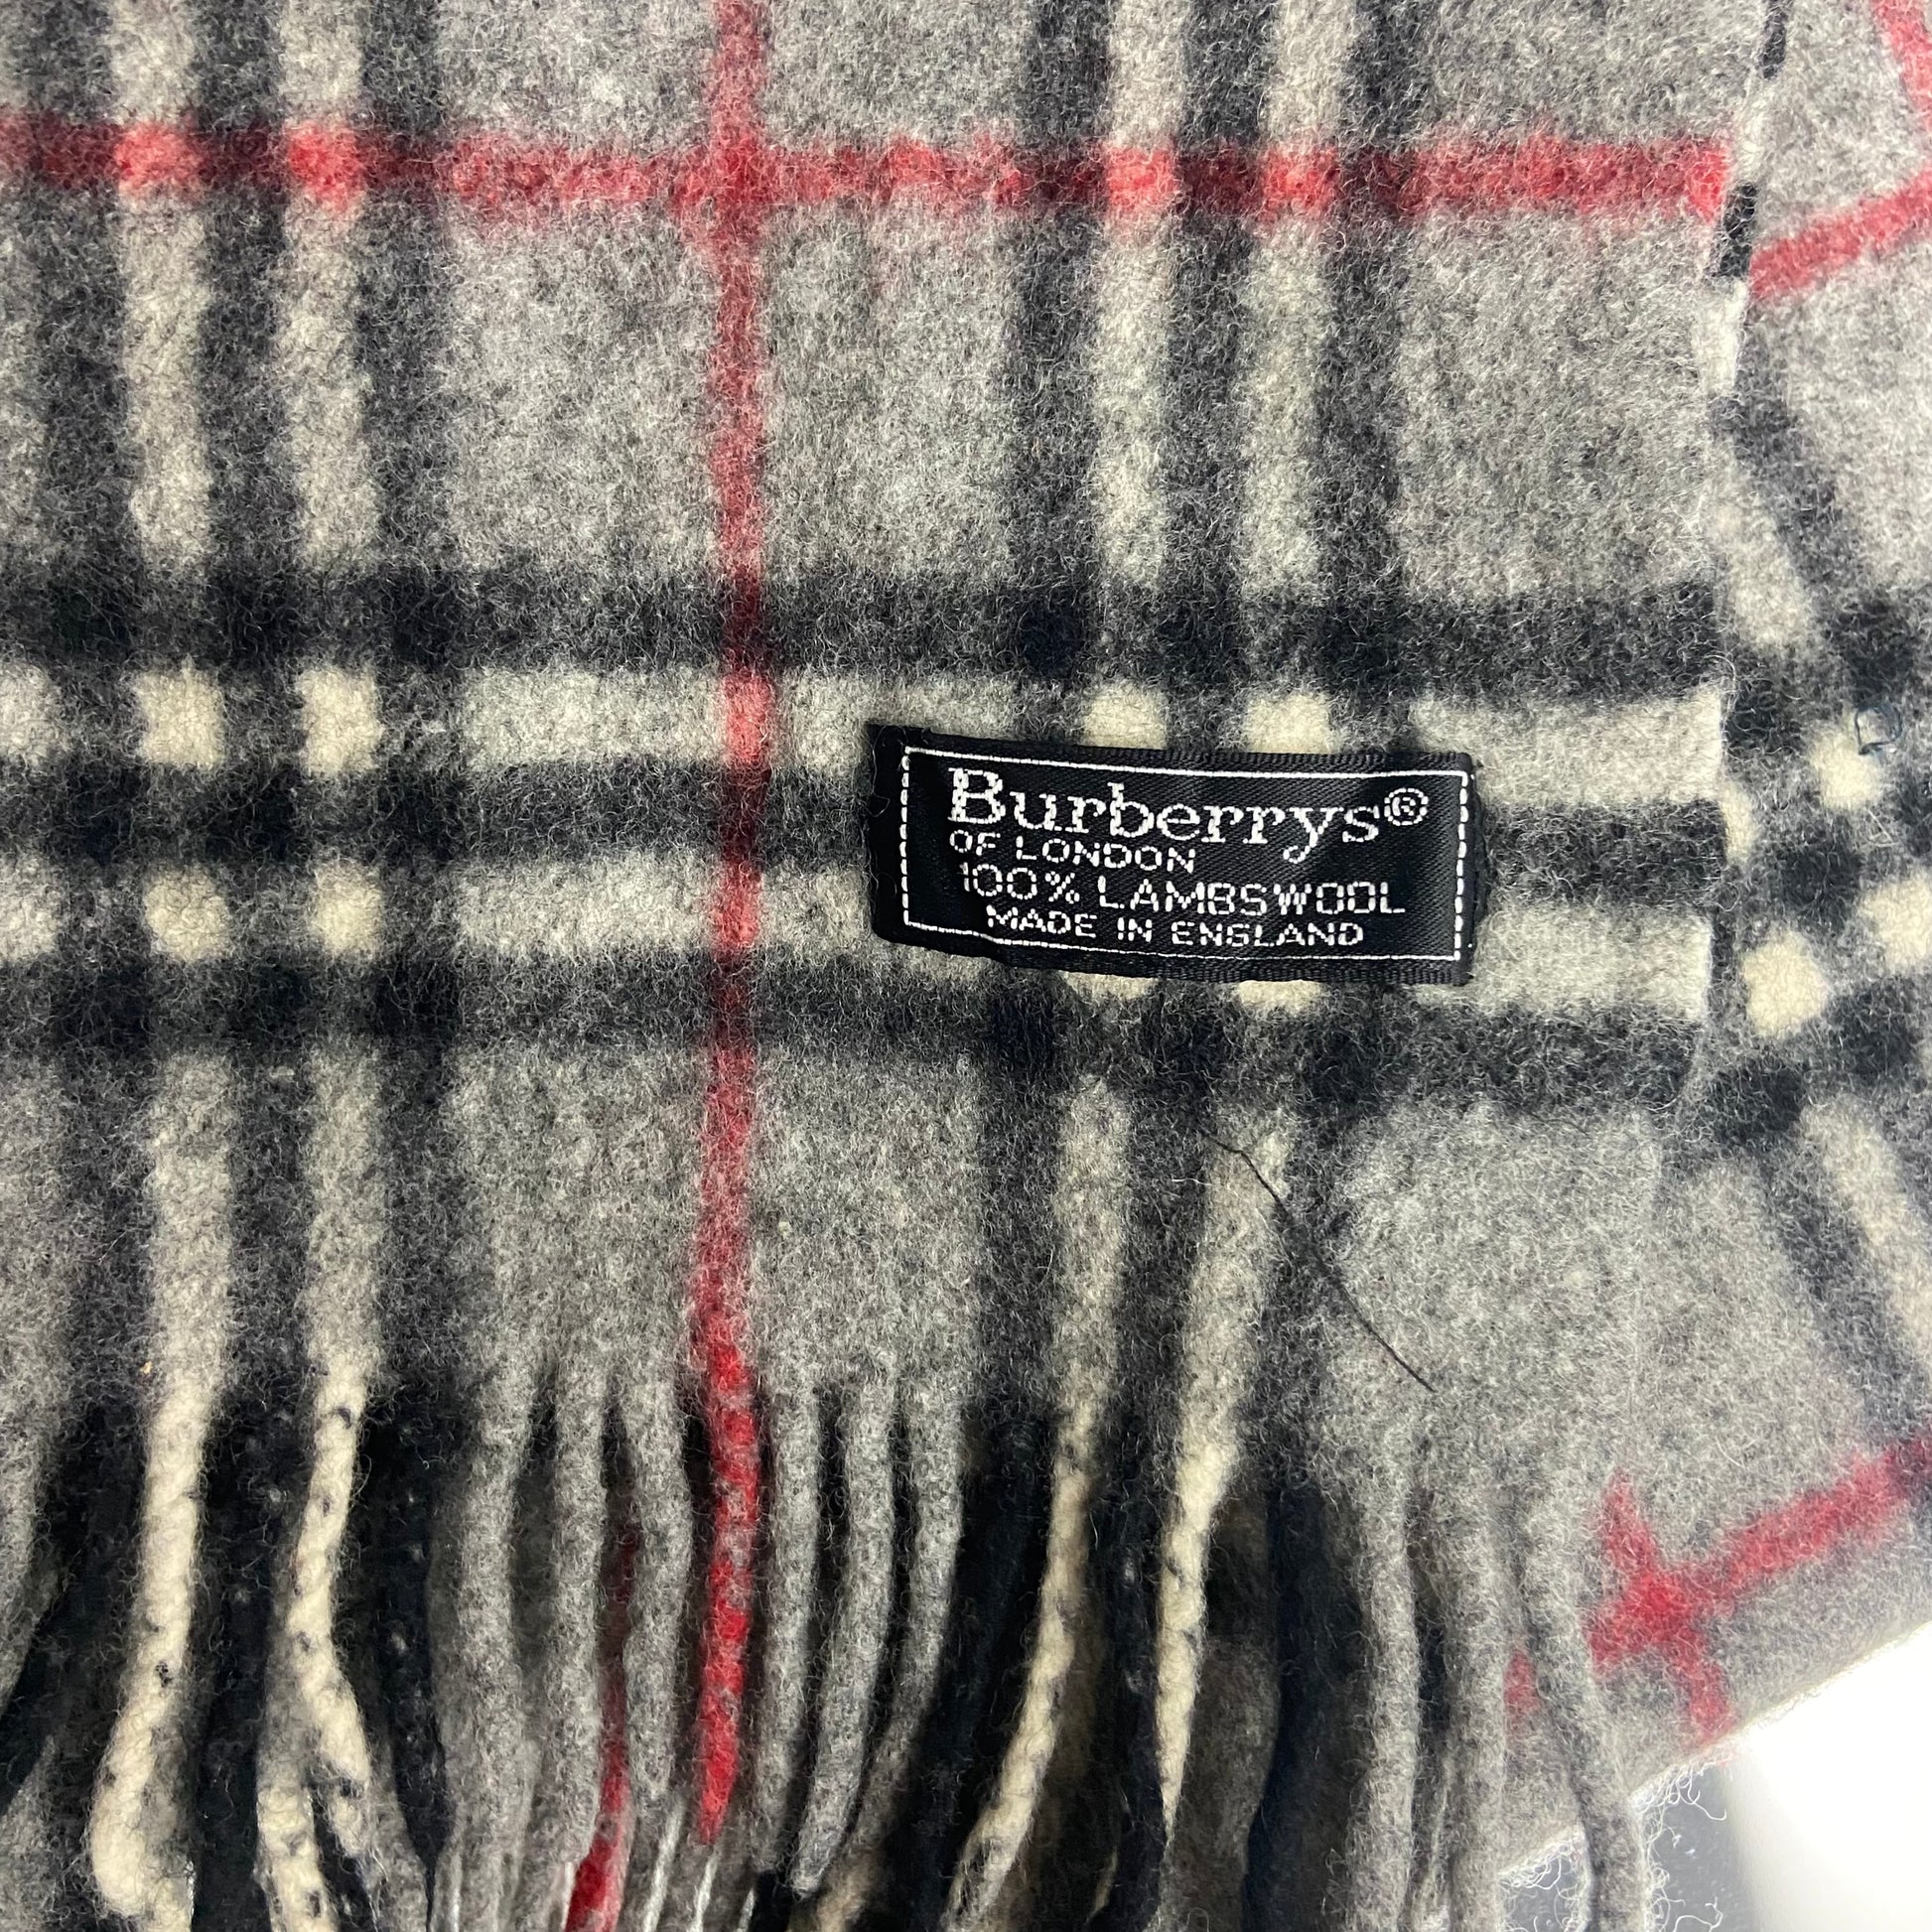 Burberrys®
OF LONDON
100% LAMBSWOOL
MADE IN ENGLAND